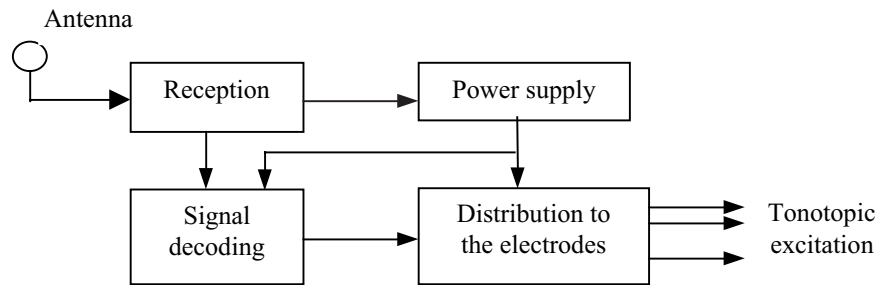 Antenna
Reception
Power supply
Signal
decoding
Distribution to
the electrodes
Tonotopic
excitation